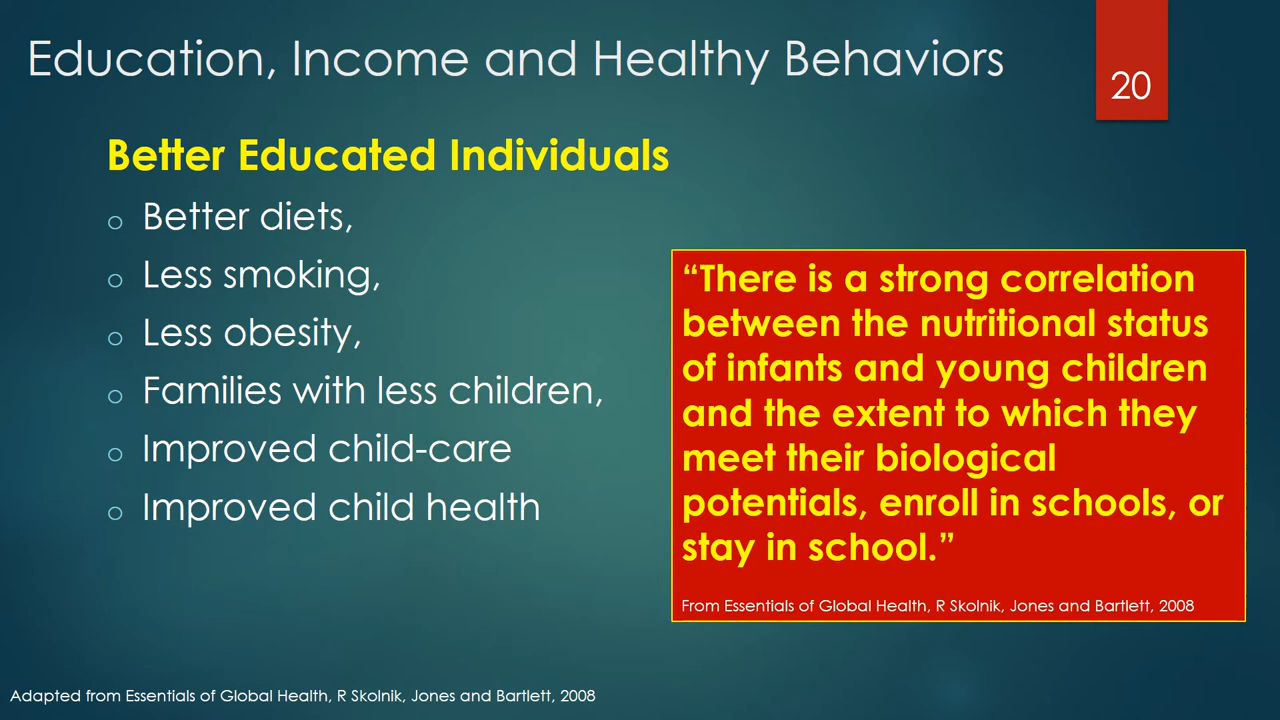 Education, Income and Healthy Behaviors
20
Better Educated Individuals
o Better diets,
o Less smoking,
o Less obesity,
o Families with less children,
o Improved child-care
o Improved child health
“There is a strong correlation
between the nutritional status
of infants and young children
and the extent to which they
meet their biological
potentials, enroll in schools, or
stay in school.”
From Essentials of Global Health, R Skolnik, Jones and Bartlett, 2008
Adapted from Essentials of Global Health, R Skolnik, Jones and Bartlett, 2008